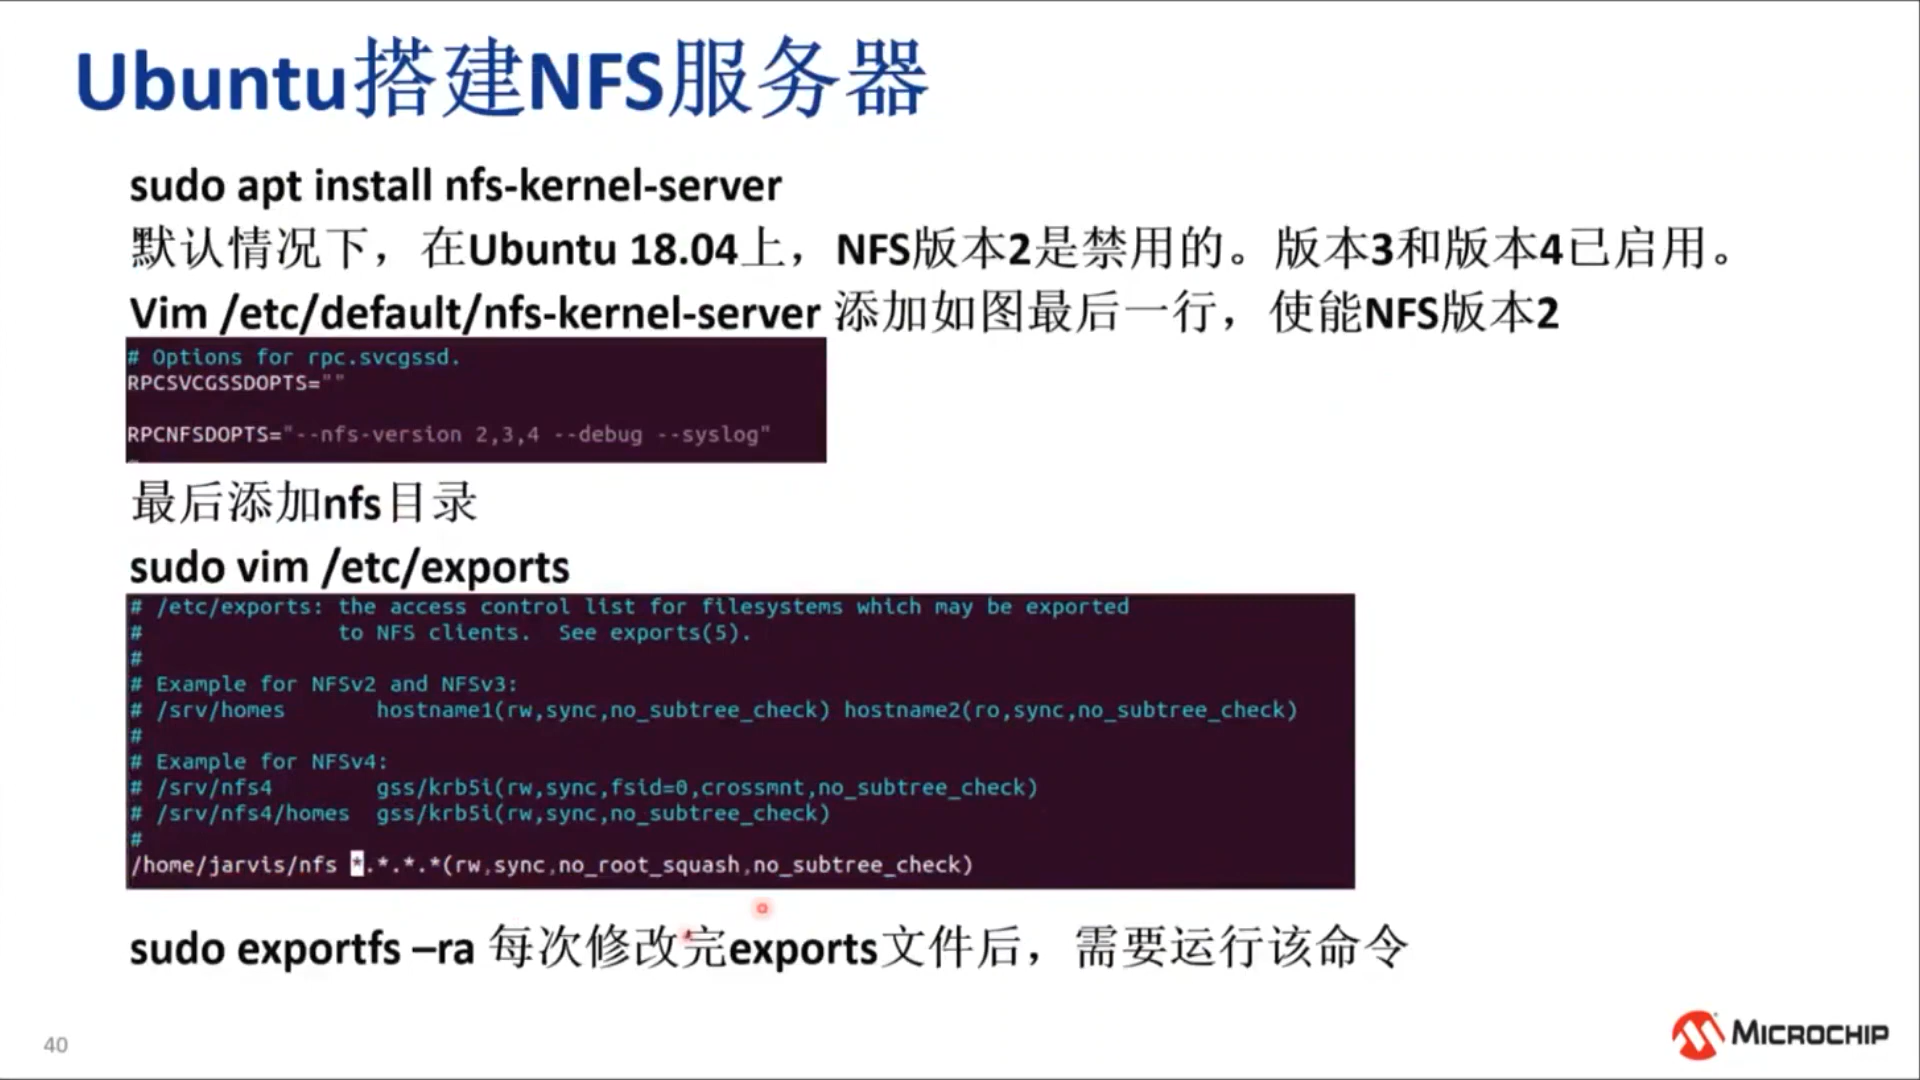 Ubuntu搭建NFS服务器
sudo apt install nfs-kernel-server
默认情况下，在Ubuntu 18.04上，NFS版本2是禁用的。版本3和版本4已启用。
Vim /etc/default/nfs-kernel-server 添加如图最后一行，使能NFS版本2
# Options for rpc.svcgssd.
RPCSVCGSSDOPTS=""
RPCNFSDOPTS="--nfs-version 2,3,4 --debug --syslog"
最后添加nfs目录
sudo vim /etc/exports
# /etc/exports: the access control list for filesystems which may be exported
#               to NFS clients.  See exports(5).
#
# Example for NFSv2 and NFSv3:
# /srv/homes       hostname1(rw,sync,no_subtree_check) hostname2(ro,sync,no_subtree_check)
#
# Example for NFSv4:
# /srv/nfs4        gss/krb5i(rw,sync,fsid=0,crossmnt,no_subtree_check)
# /srv/nfs4/homes  gss/krb5i(rw,sync,no_subtree_check)
#
/home/jarvis/nfs *.*.*.*(rw,sync,no_root_squash,no_subtree_check)
sudo exportfs –ra 每次修改完exports文件后，需要运行该命令
40
MICROCHIP